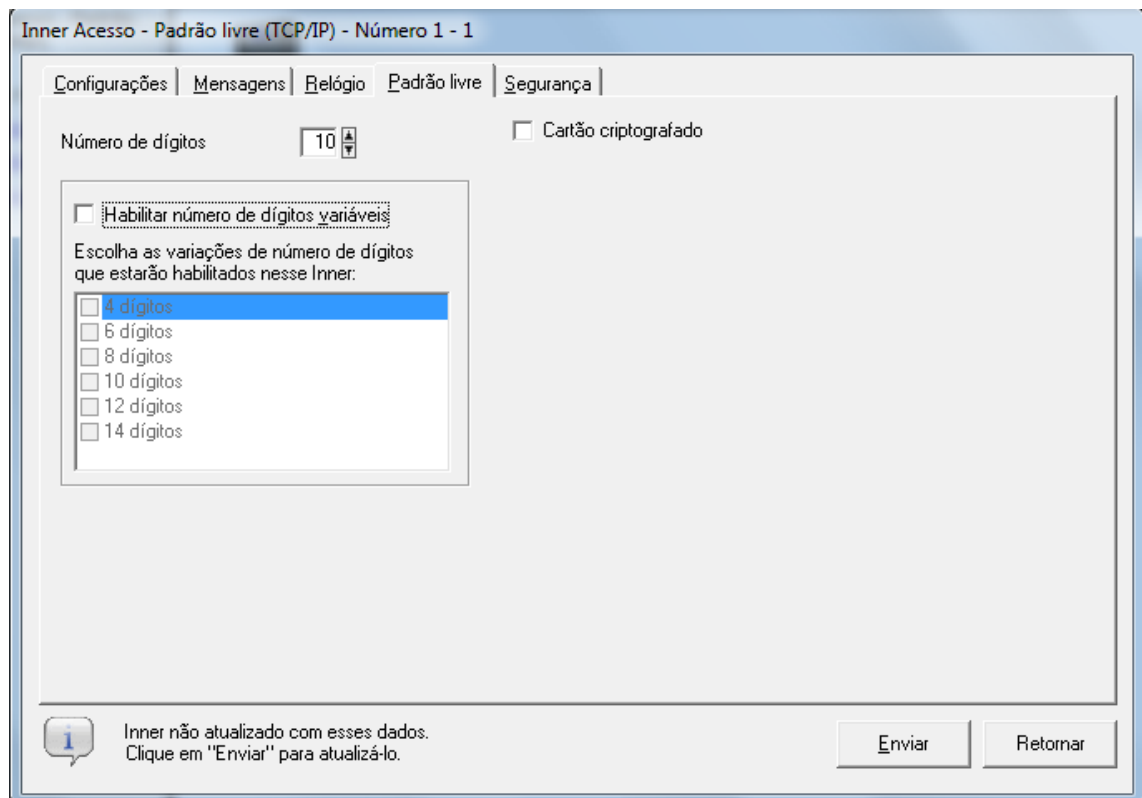 Inner Acesso - Padrão livre (TCP/IP) - Número 1 - 1
Configurações Mensagens Relógio Padrão livre Segurança
Número de dígitos 10 Cartão criptografado
Habilitar número de dígitos variáveis
Escolha as variações de número de dígitos
que estarão habilitados nesse Inner:
4 dígitos
6 dígitos
8 dígitos
10 dígitos
12 dígitos
14 dígitos
Inner não atualizado com esses dados.
Clique em "Enviar" para atualizá-lo.
Enviar Retornar